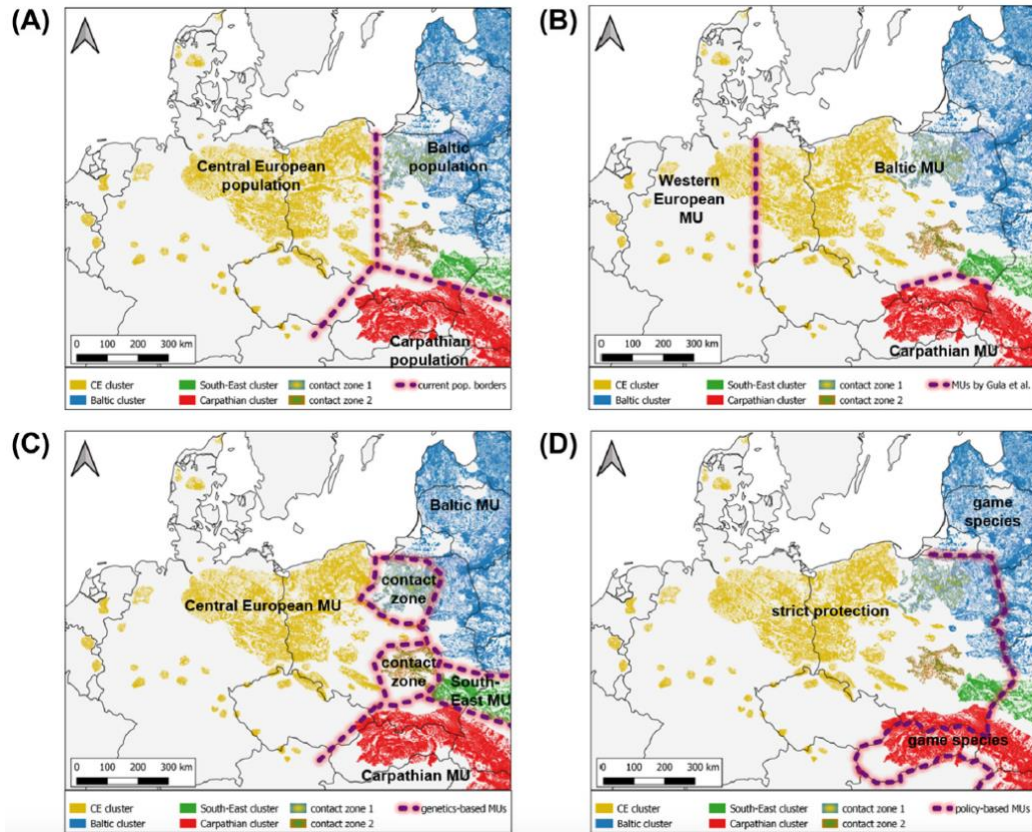 (A)
Central European
population
Baltic
population
Carpathian
population
0 100 200 300 km
CE cluster
South-East cluster
contact zone 1
current pop. borders
Baltic cluster
Carpathian cluster
contact zone 2
(B)
Western
European
MU
Baltic MU
Carpathian MU
0 100 200 300 km
CE cluster
South-East cluster
contact zone 1
MUs by Gula et al.
Baltic cluster
Carpathian cluster
contact zone 2
(C)
Baltic MU
contact
zone
Central European MU
contact
zone
South-
East MU
Carpathian MU
0 100 200 300 km
CE cluster
South-East cluster
contact zone 1
genetics-based MUs
Baltic cluster
Carpathian cluster
contact zone 2
(D)
game
species
strict protection
game species
0 100 200 300 km
CE cluster
South-East cluster
contact zone 1
policy-based MUs
Baltic cluster
Carpathian cluster
contact zone 2